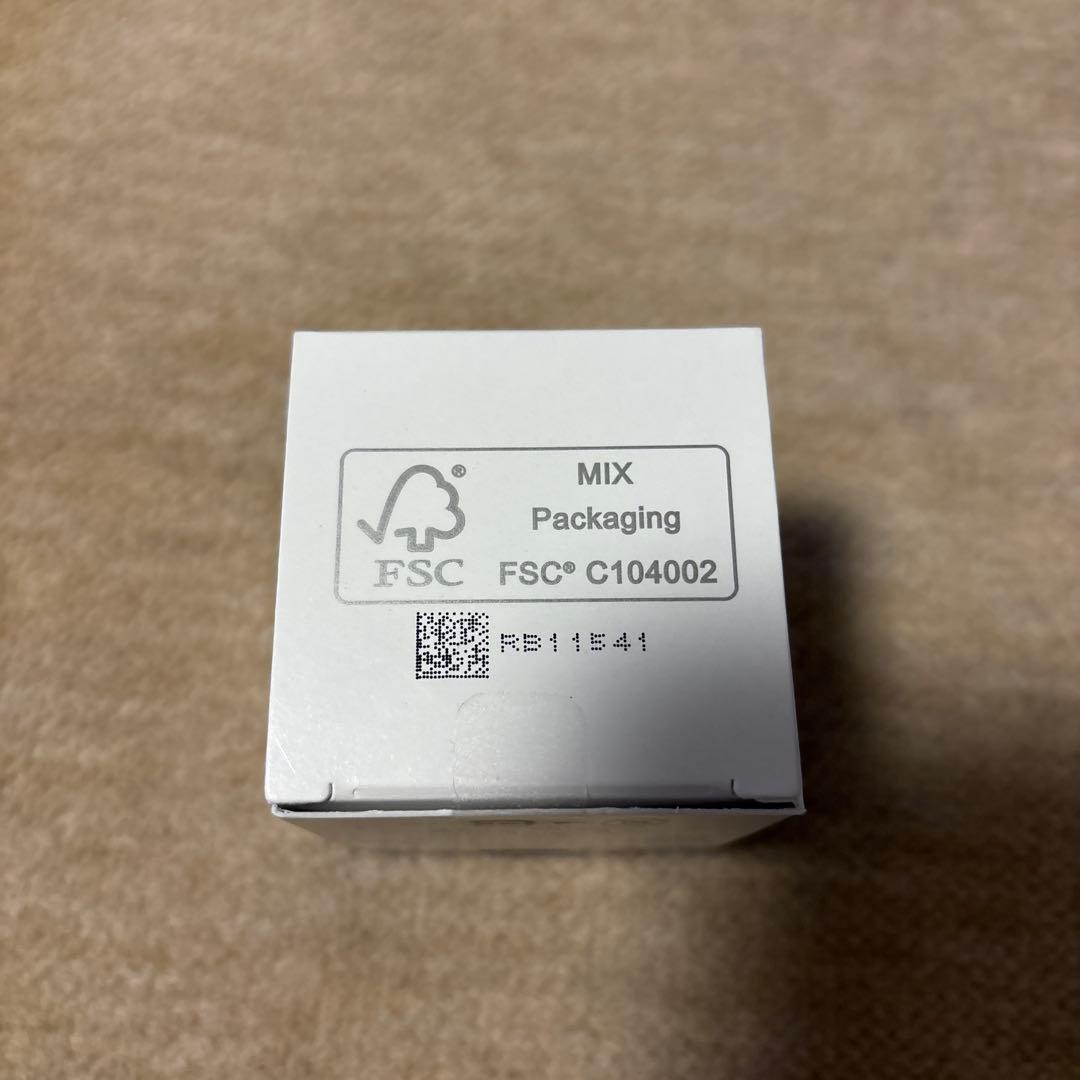 MIX
Packaging
FSC® C104002
®
FSC
RB11541